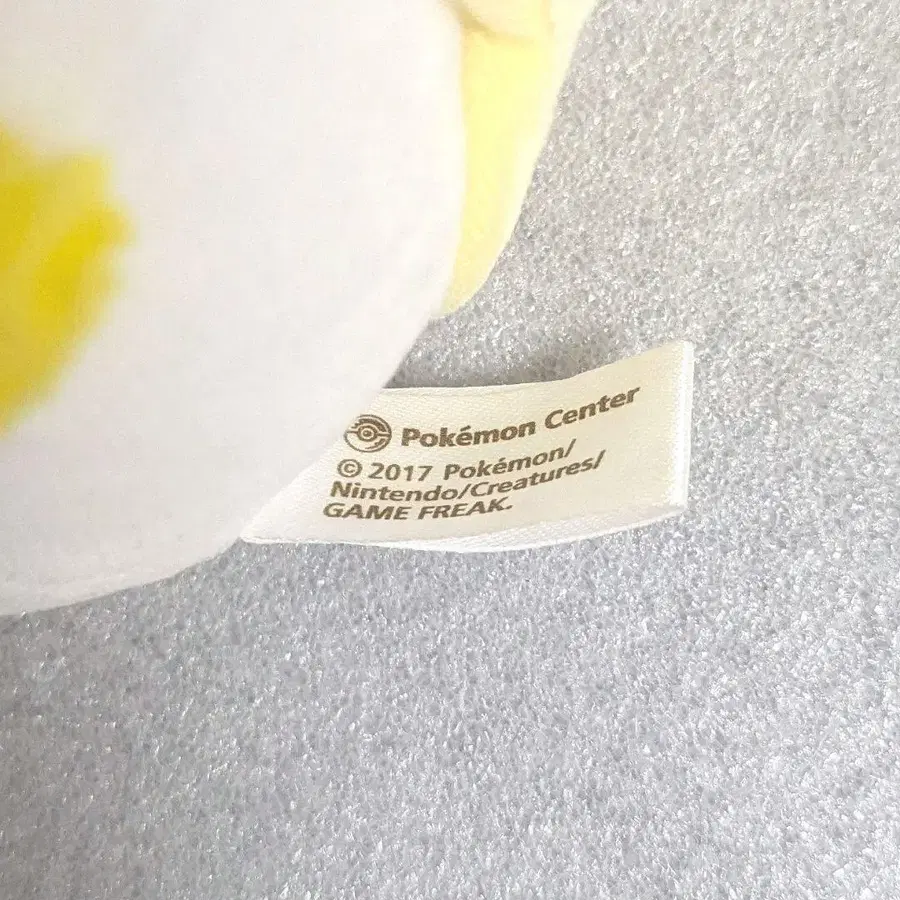 Pokémon Center
© 2017 Pokémon/
Nintendo/Creatures/
GAME FREAK.